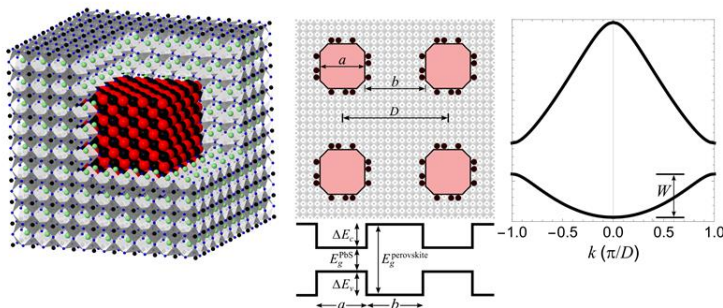 a
b
D
ΔE_c
E_g^PbS
E_g^perovskite
ΔE_v
a
b
W
-1.0 -0.5 0.0 0.5 1.0
k (π/D)